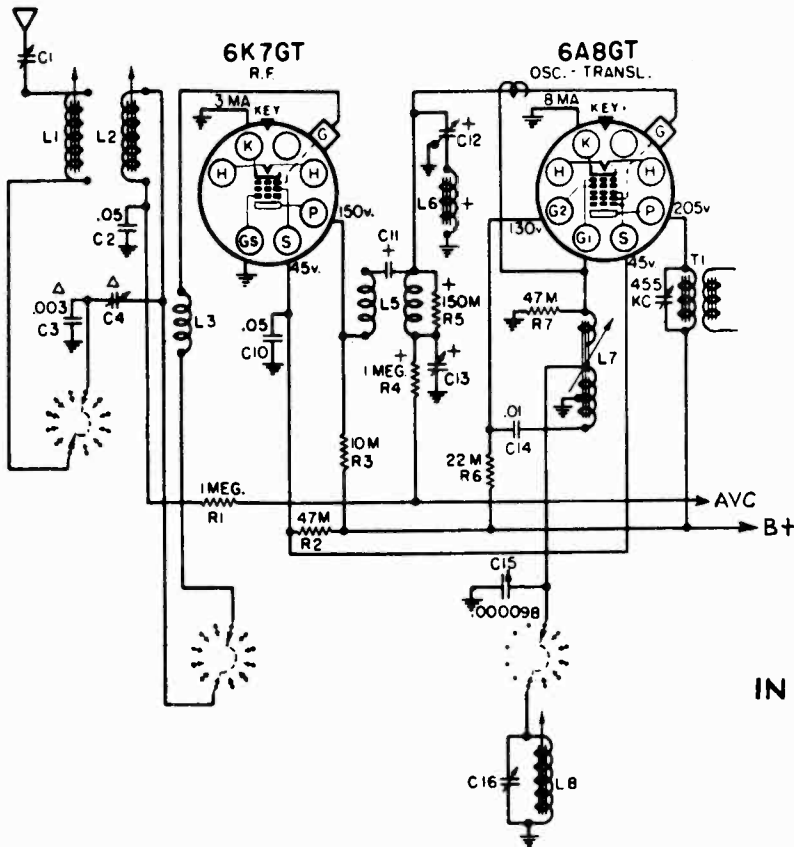 6K7GT
R.F.
6A8GT
OSC.-TRANSL.
C1
L1
L2
3 MA
KEY
G
K
H
H
P
GS
S
150v.
45v.
.05
C2
.003
C3
C4
L3
.05
C10
C11
L5
+
C12
L6
+
+
150M
R5
+
1 MEG.
R4
+
C13
8 MA
KEY
G
K
H
H
G2
P
G1
S
130v
205v
45v.
T1
455
KC
47M
R7
L7
.01
C14
10M
R3
22M
R6
1 MEG.
R1
AVC
47M
R2
B+
C15
.000098
IN
C16
L8